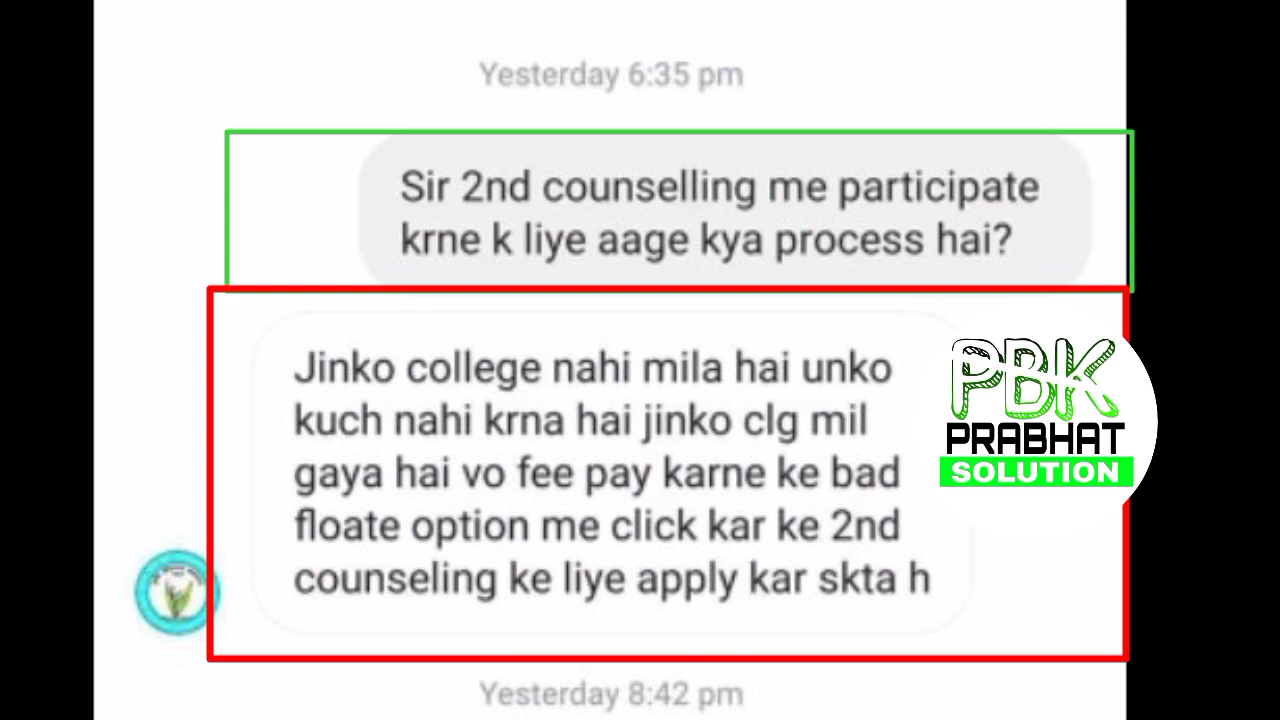 Yesterday 6:35 pm
Sir 2nd counselling me participate
krne k liye aage kya process hai?
Jinko college nahi mila hai unko
kuch nahi krna hai jinko clg mil
gaya hai vo fee pay karne ke bad
floate option me click kar ke 2nd
counseling ke liye apply kar skta h
PBK
PRABHAT
SOLUTION
Yesterday 8:42 pm